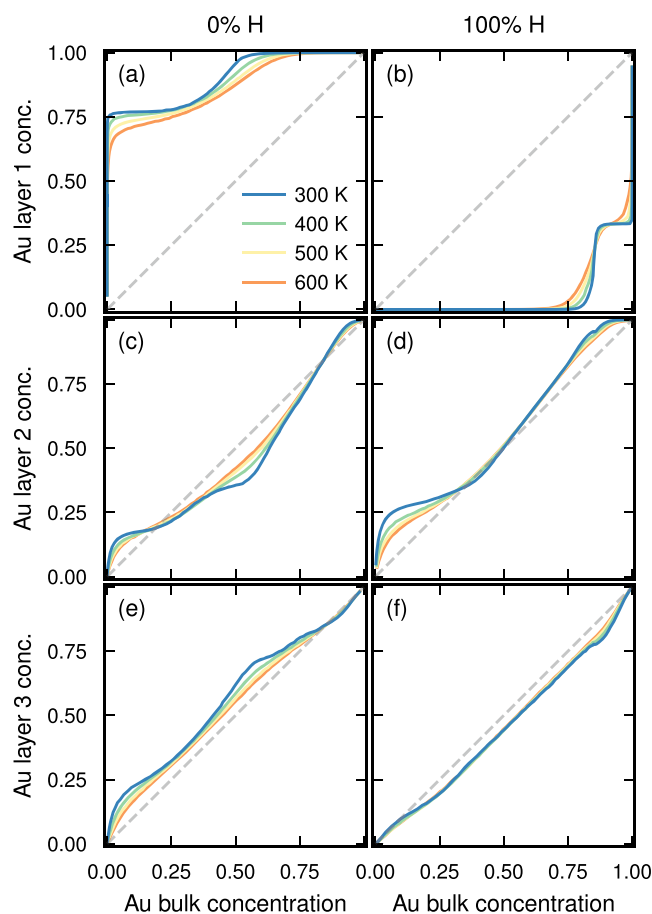 0% H 100% H
1.00 (a) (b)
0.75
0.50
0.25
0.00
Au layer 1 conc.
300 K
400 K
500 K
600 K
(c) (d)
0.75
0.50
0.25
0.00
Au layer 2 conc.
(e) (f)
0.75
0.50
0.25
0.00
Au layer 3 conc.
0.00 0.25 0.50 0.75 0.00 0.25 0.50 0.75 1.00
Au bulk concentration Au bulk concentration